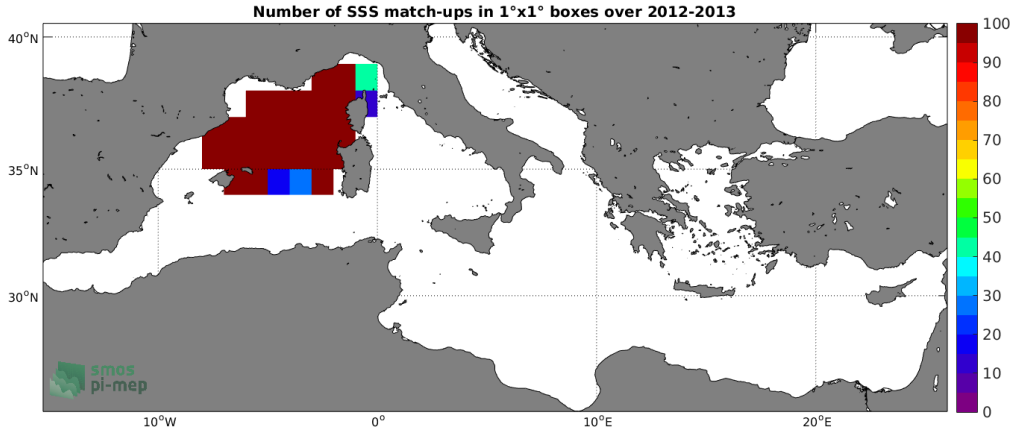 Number of SSS match-ups in 1°x1° boxes over 2012-2013
40°N
35°N
30°N
10°W
0°
10°E
20°E
100
90
80
70
60
50
40
30
20
10
0
smos
pi-mep